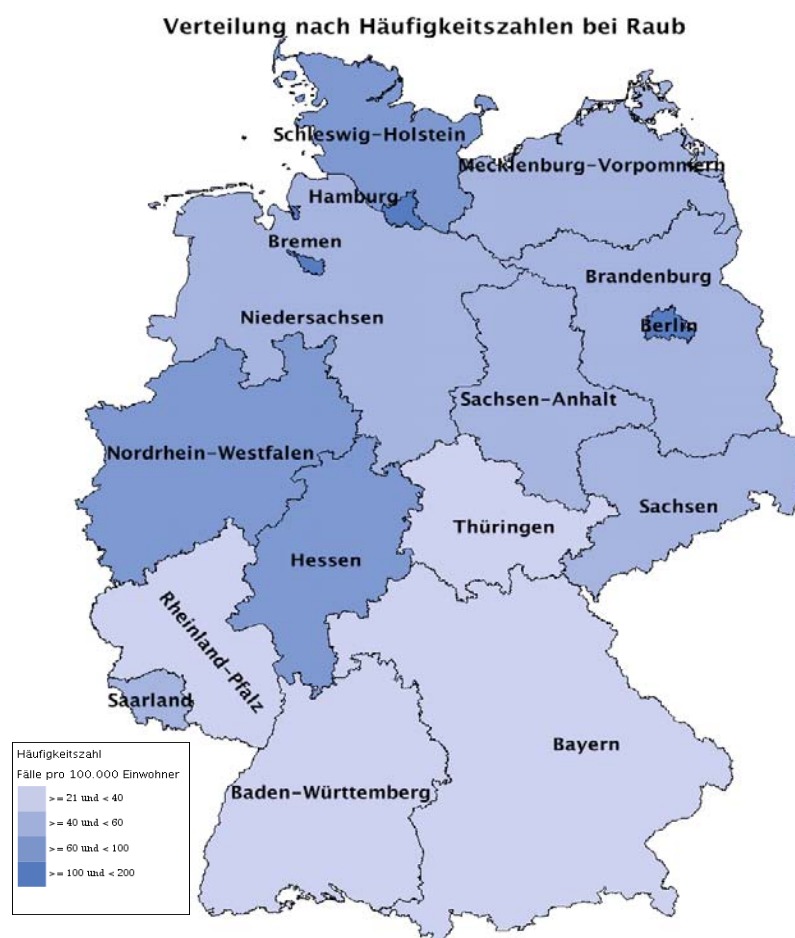 Verteilung nach Häufigkeitszahlen bei Raub
Schleswig-Holstein
Mecklenburg-Vorpommern
Hamburg
Bremen
Brandenburg
Niedersachsen
Berlin
Sachsen-Anhalt
Nordrhein-Westfalen
Sachsen
Thüringen
Hessen
Rheinland-Pfalz
Saarland
Bayern
Baden-Württemberg
Häufigkeitszahl
Fälle pro 100.000 Einwohner
>= 21 und < 40
>= 40 und < 60
>= 60 und < 100
>= 100 und < 200